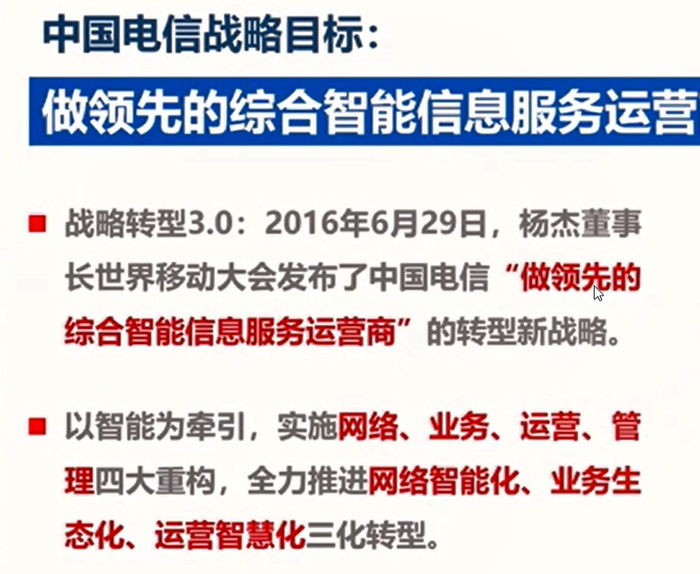 中国电信战略目标：
做领先的综合智能信息服务运营
战略转型3.0：2016年6月29日，杨杰董事
长世界移动大会发布了中国电信“做领先的
综合智能信息服务运营商”的转型新战略。
以智能为牵引，实施网络、业务、运营、管
理四大重构，全力推进网络智能化、业务生
态化、运营智慧化三化转型。